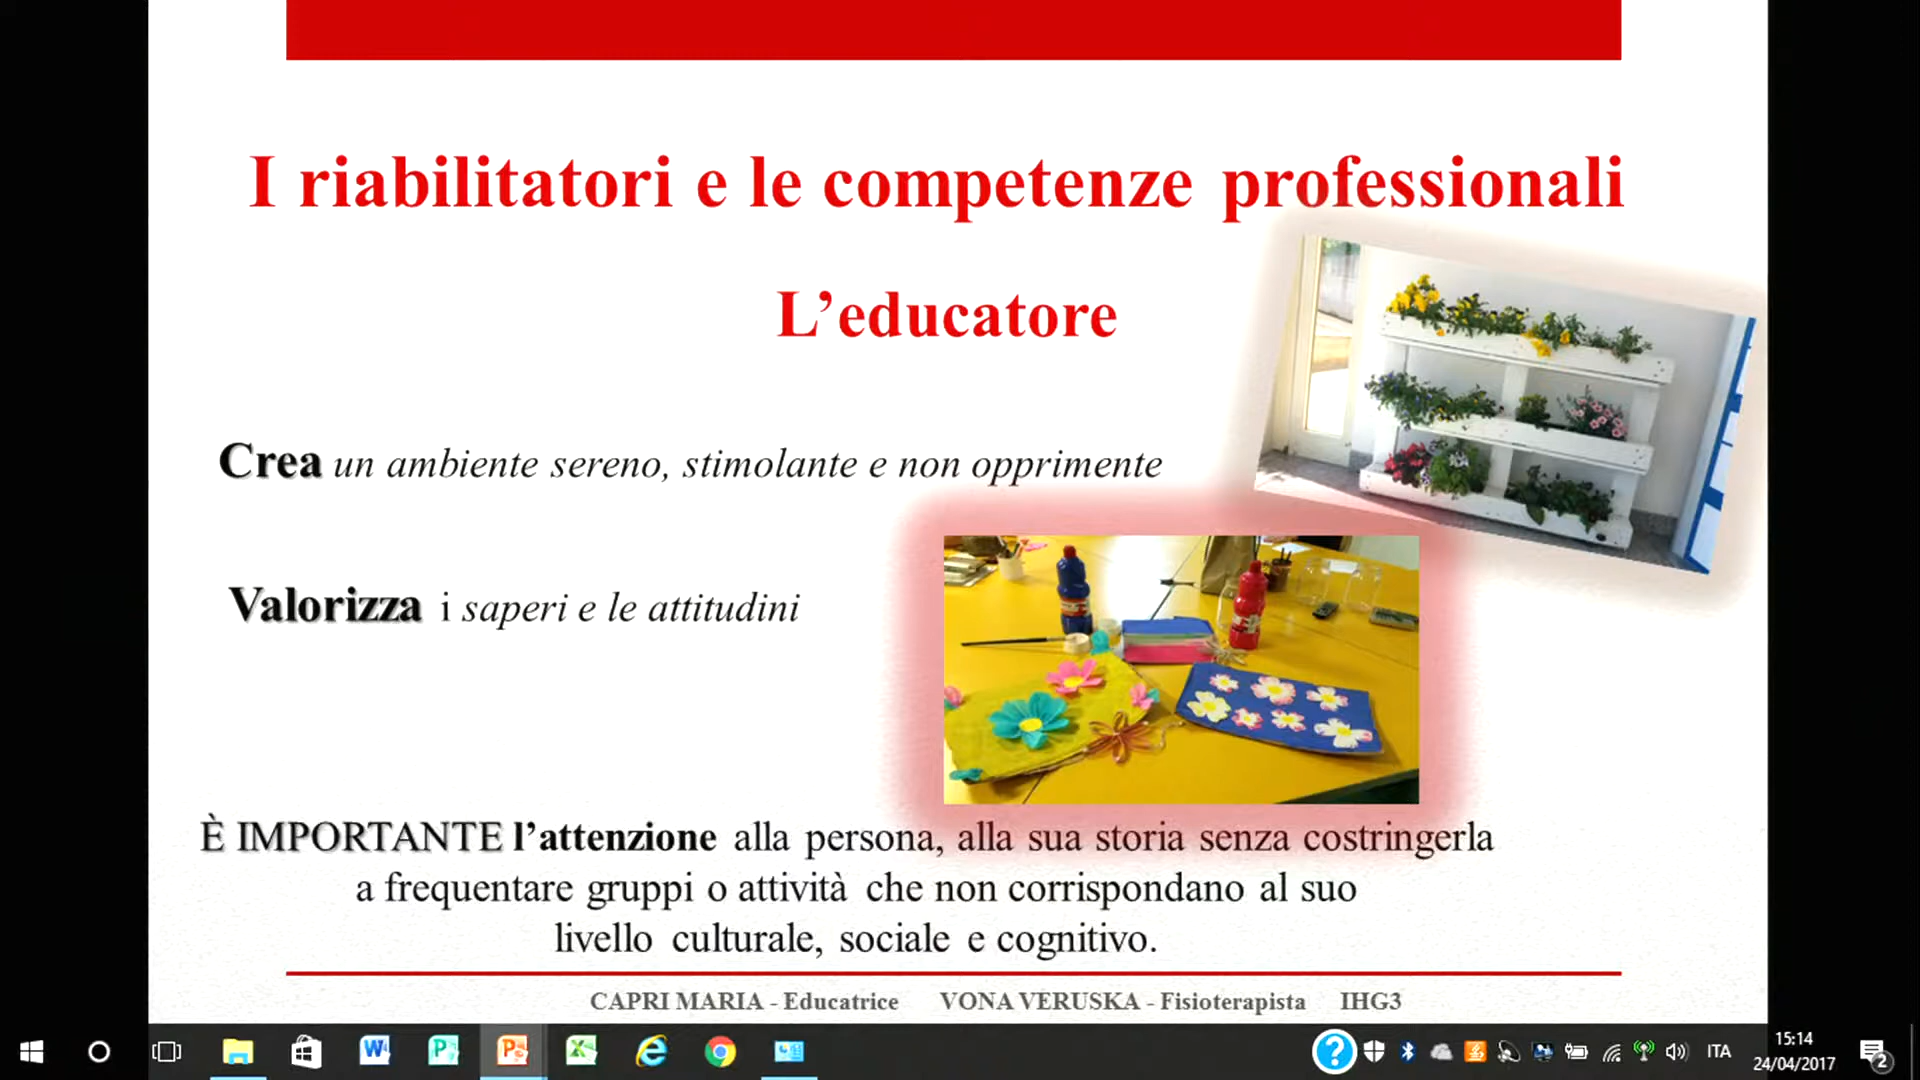 I riabilitatori e le competenze professionali
L’educatore
Crea un ambiente sereno, stimolante e non opprimente
Valorizza i saperi e le attitudini
È IMPORTANTE l’attenzione alla persona, alla sua storia senza costringerla
a frequentare gruppi o attività che non corrispondano al suo
livello culturale, sociale e cognitivo.
CAPRI MARIA - Educatrice VONA VERUSKA - Fisioterapista IHG3
ITA
15:14
24/04/2017
2